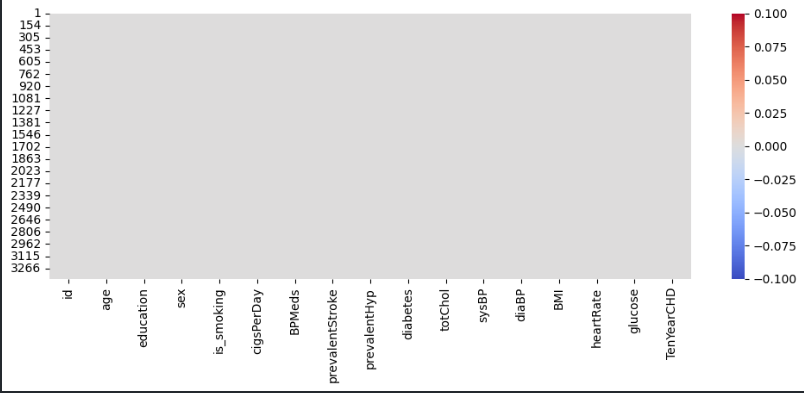 1
154
305
453
605
762
920
1081
1227
1381
1546
1702
1863
2023
2177
2339
2490
2646
2806
2962
3115
3266
id
age
education
sex
is_smoking
cigsPerDay
BPMeds
prevalentStroke
prevalentHyp
diabetes
totChol
sysBP
diaBP
BMI
heartRate
glucose
TenYearCHD
0.100
0.075
0.050
0.025
0.000
−0.025
−0.050
−0.075
−0.100